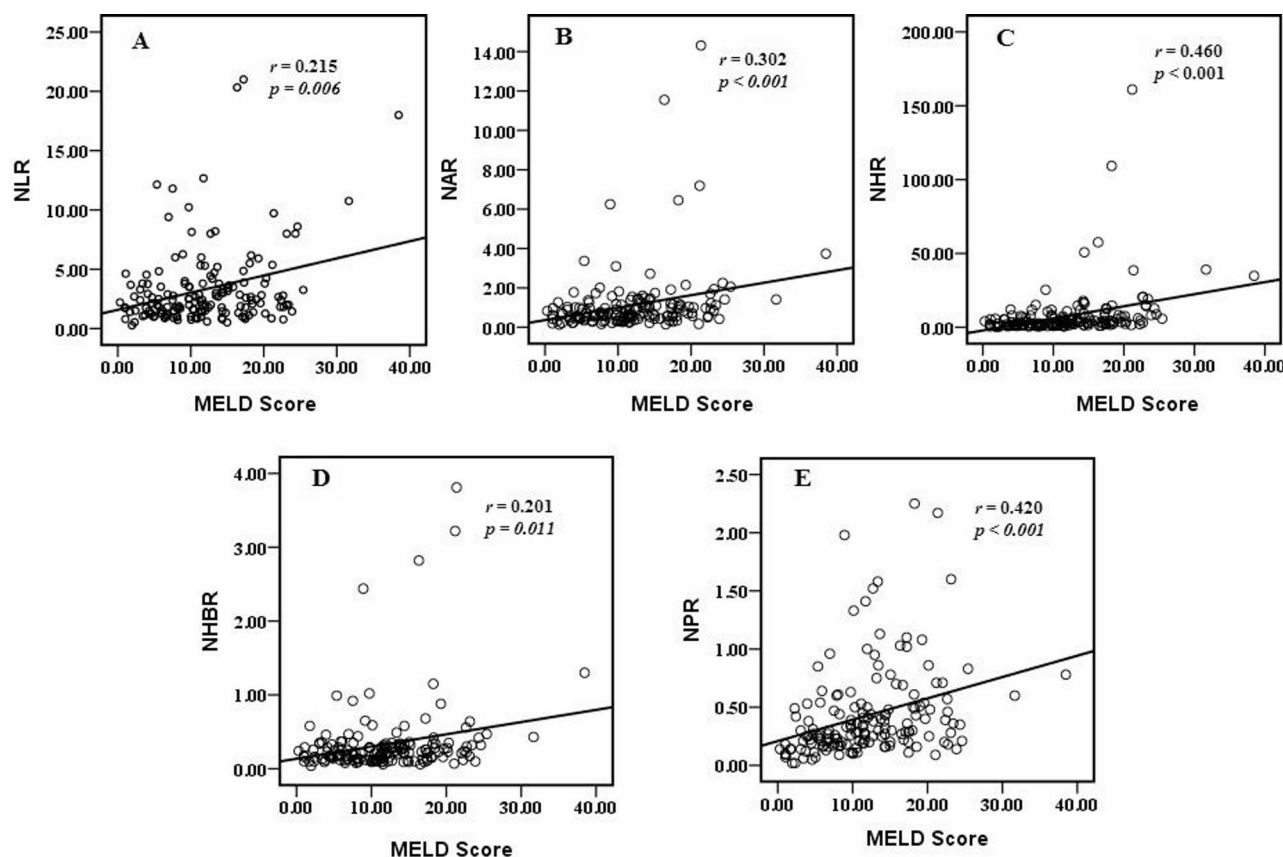 A
r = 0.215
p = 0.006
25.00
20.00
15.00
10.00
5.00
0.00
NLR
0.00 10.00 20.00 30.00 40.00
MELD Score
B
r = 0.302
p < 0.001
14.00
12.00
10.00
8.00
6.00
4.00
2.00
0.00
NAR
0.00 10.00 20.00 30.00 40.00
MELD Score
C
r = 0.460
p < 0.001
200.00
150.00
100.00
50.00
0.00
NHR
0.00 10.00 20.00 30.00 40.00
MELD Score
D
r = 0.201
p = 0.011
4.00
3.00
2.00
1.00
0.00
NHBR
0.00 10.00 20.00 30.00 40.00
MELD Score
E
r = 0.420
p < 0.001
2.50
2.00
1.50
1.00
0.50
0.00
NPR
0.00 10.00 20.00 30.00 40.00
MELD Score